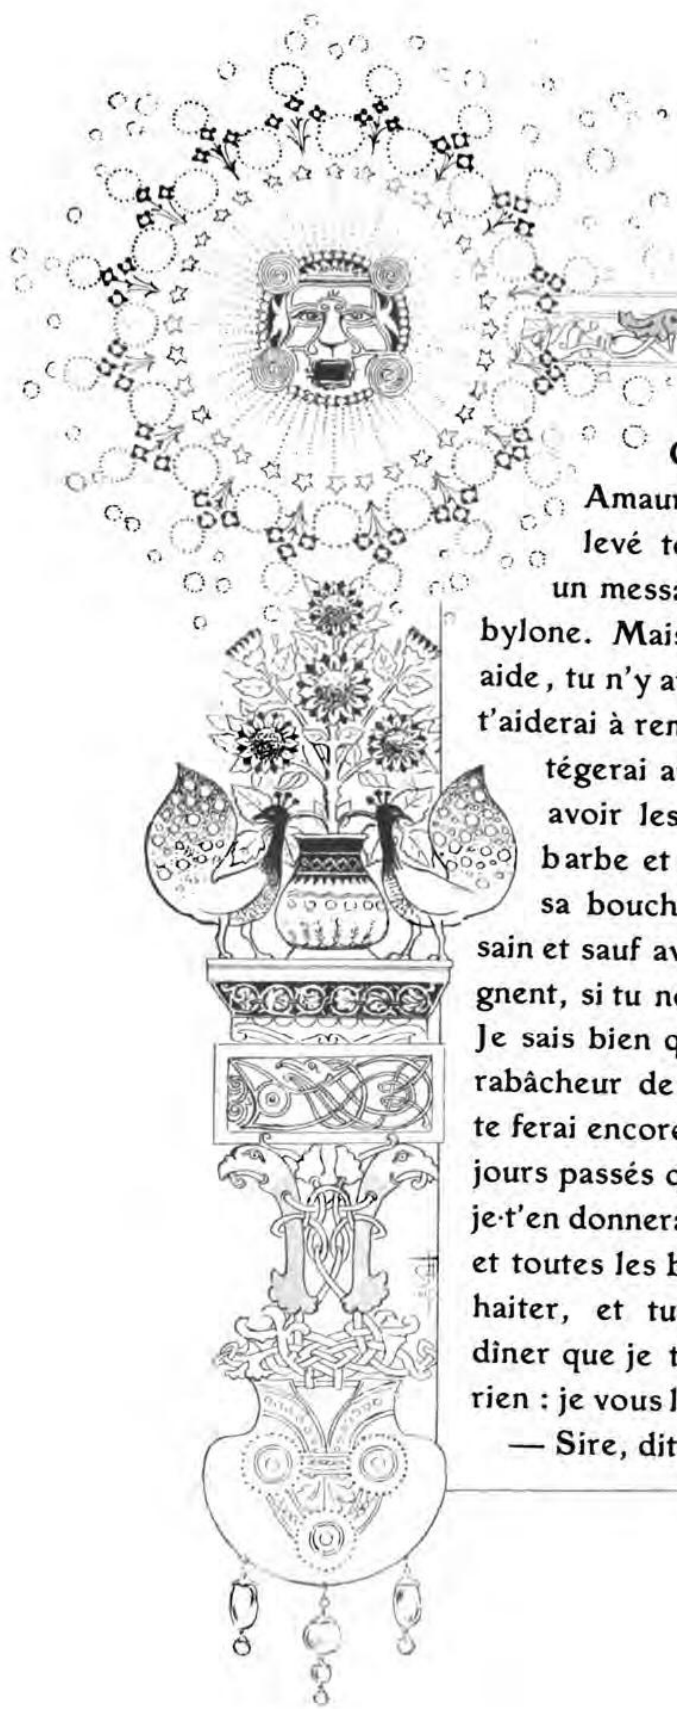 Amaur
levé to
un messa
bylone. Mais
aide, tu n'y a
t'aiderai à ren
tégerai a
avoir les
barbe et
sa bouch
sain et sauf av
gnent, si tu ne
Je sais bien q
rabâcheur de
te ferai encore
jours passés
je t'en donnera
et toutes les b
haiter, et tu
dîner que je t
rien : je vous l
— Sire, dit